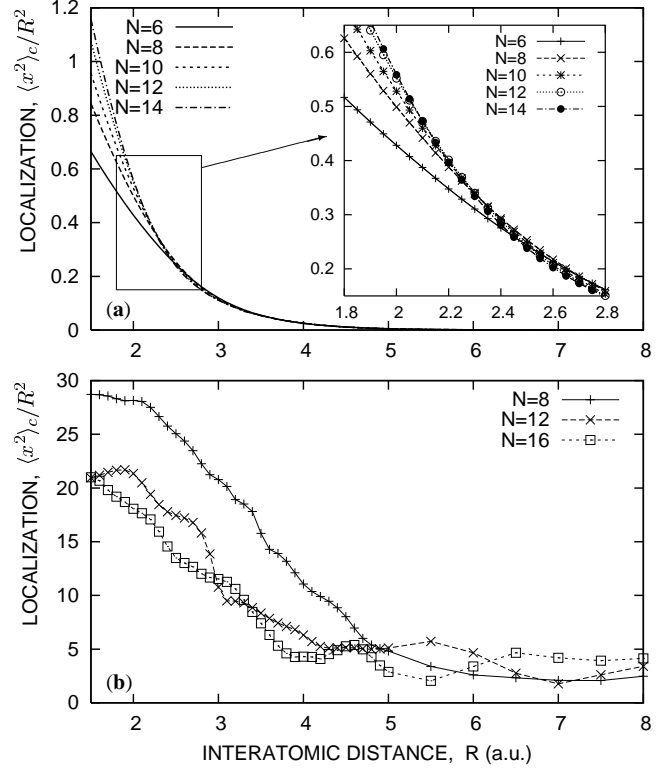 LOCALIZATION, ⟨x²⟩c/R²
1.2
1
0.8
0.6
0.4
0.2
0
N=6
N=8
N=10
N=12
N=14
(a)
0.6
0.5
0.4
0.3
0.2
N=6
N=8
N=10
N=12
N=14
1.8 2 2.2 2.4 2.6 2.8
2 3 4 5 6 7 8
LOCALIZATION, ⟨x²⟩c/R²
30
25
20
15
10
5
0
N=8
N=12
N=16
(b)
2 3 4 5 6 7 8
INTERATOMIC DISTANCE, R (a.u.)